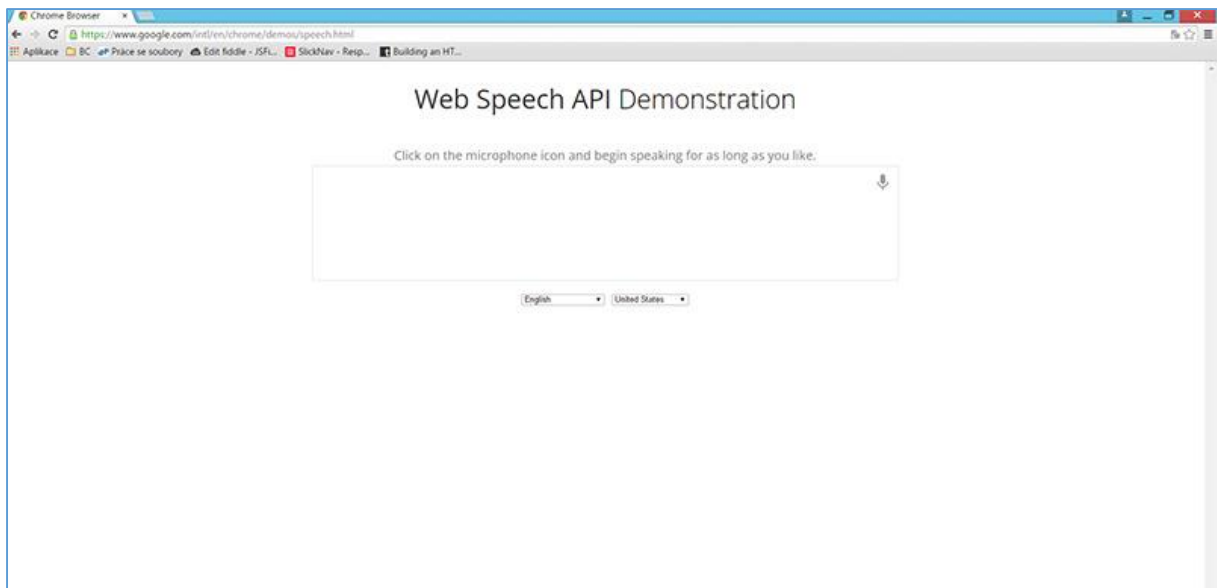 Chrome Browser
https://www.google.com/intl/en/chrome/demos/speech.html
Aplikace BC Práce se soubory Edit fiddle - JSFi... SlickNav - Resp... Building an HT...
Web Speech API Demonstration
Click on the microphone icon and begin speaking for as long as you like.
English United States